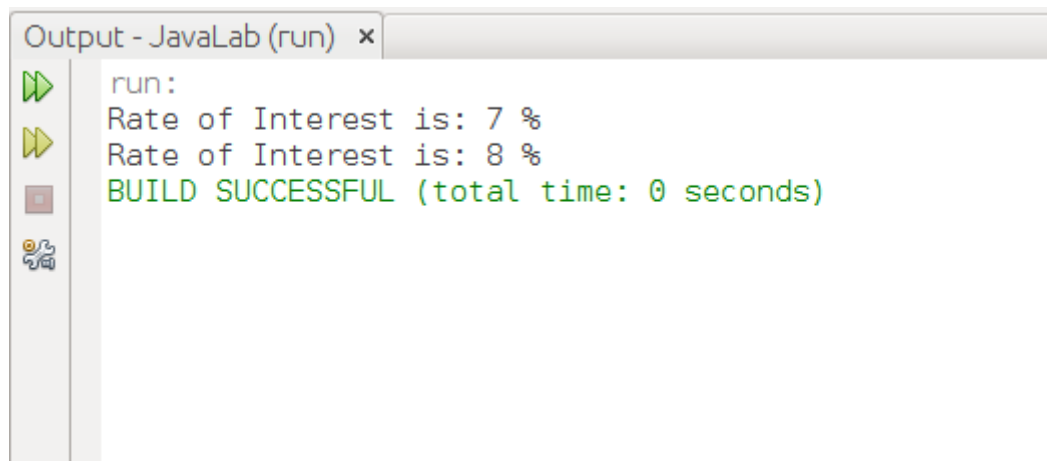 Output - JavaLab (run) ×
run:
Rate of Interest is: 7 %
Rate of Interest is: 8 %
BUILD SUCCESSFUL (total time: 0 seconds)